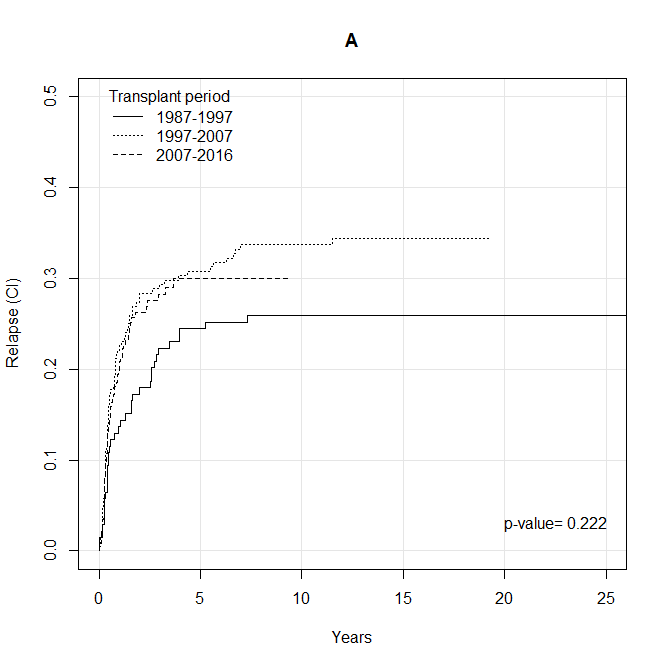 A
Transplant period
1987-1997
1997-2007
2007-2016
Relapse (CI)
0.5
0.4
0.3
0.2
0.1
0.0
p-value= 0.222
0 5 10 15 20 25
Years